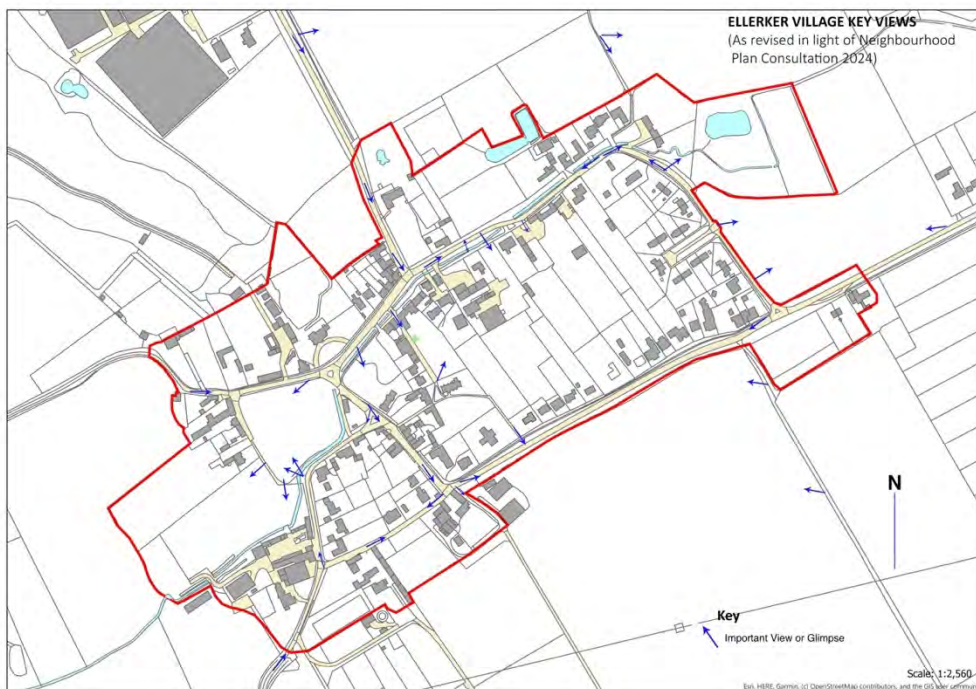 ELLERKER VILLAGE KEY VIEWS
(As revised in light of Neighbourhood
Plan Consultation 2024)
N
Key
Important View or Glimpse
Scale: 1:2,560
Esri, HERE, Garmin, (c) OpenStreetMap contributors, and the GIS user